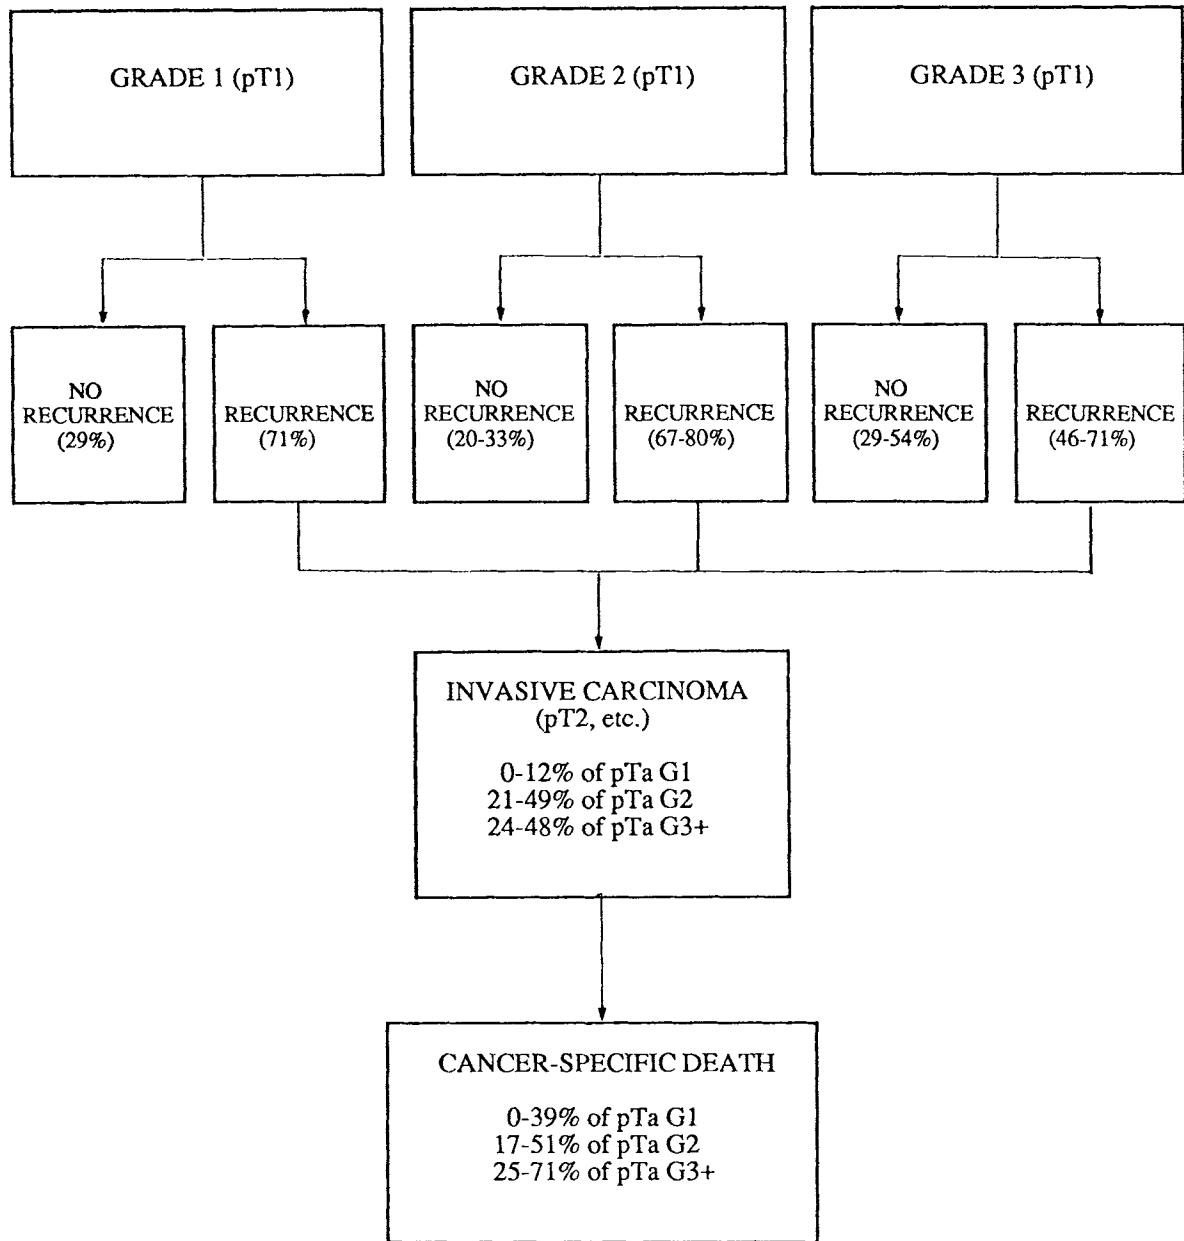 GRADE 1 (pT1)
GRADE 2 (pT1)
GRADE 3 (pT1)
NO
RECURRENCE
(29%)
RECURRENCE
(71%)
NO
RECURRENCE
(20-33%)
RECURRENCE
(67-80%)
NO
RECURRENCE
(29-54%)
RECURRENCE
(46-71%)
INVASIVE CARCINOMA
(pT2, etc.)
0-12% of pTa G1
21-49% of pTa G2
24-48% of pTa G3+
CANCER-SPECIFIC DEATH
0-39% of pTa G1
17-51% of pTa G2
25-71% of pTa G3+